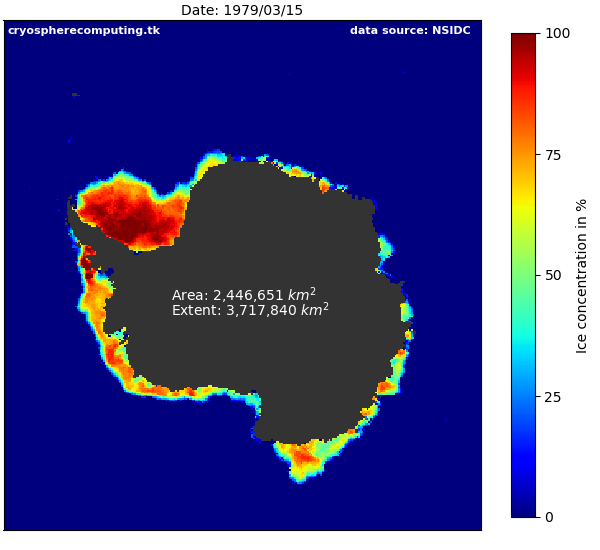 Date: 1979/03/15
cryospherecomputing.tk data source: NSIDC
100
75
50
25
0
Ice concentration in %
Area: 2,446,651 km²
Extent: 3,717,840 km²